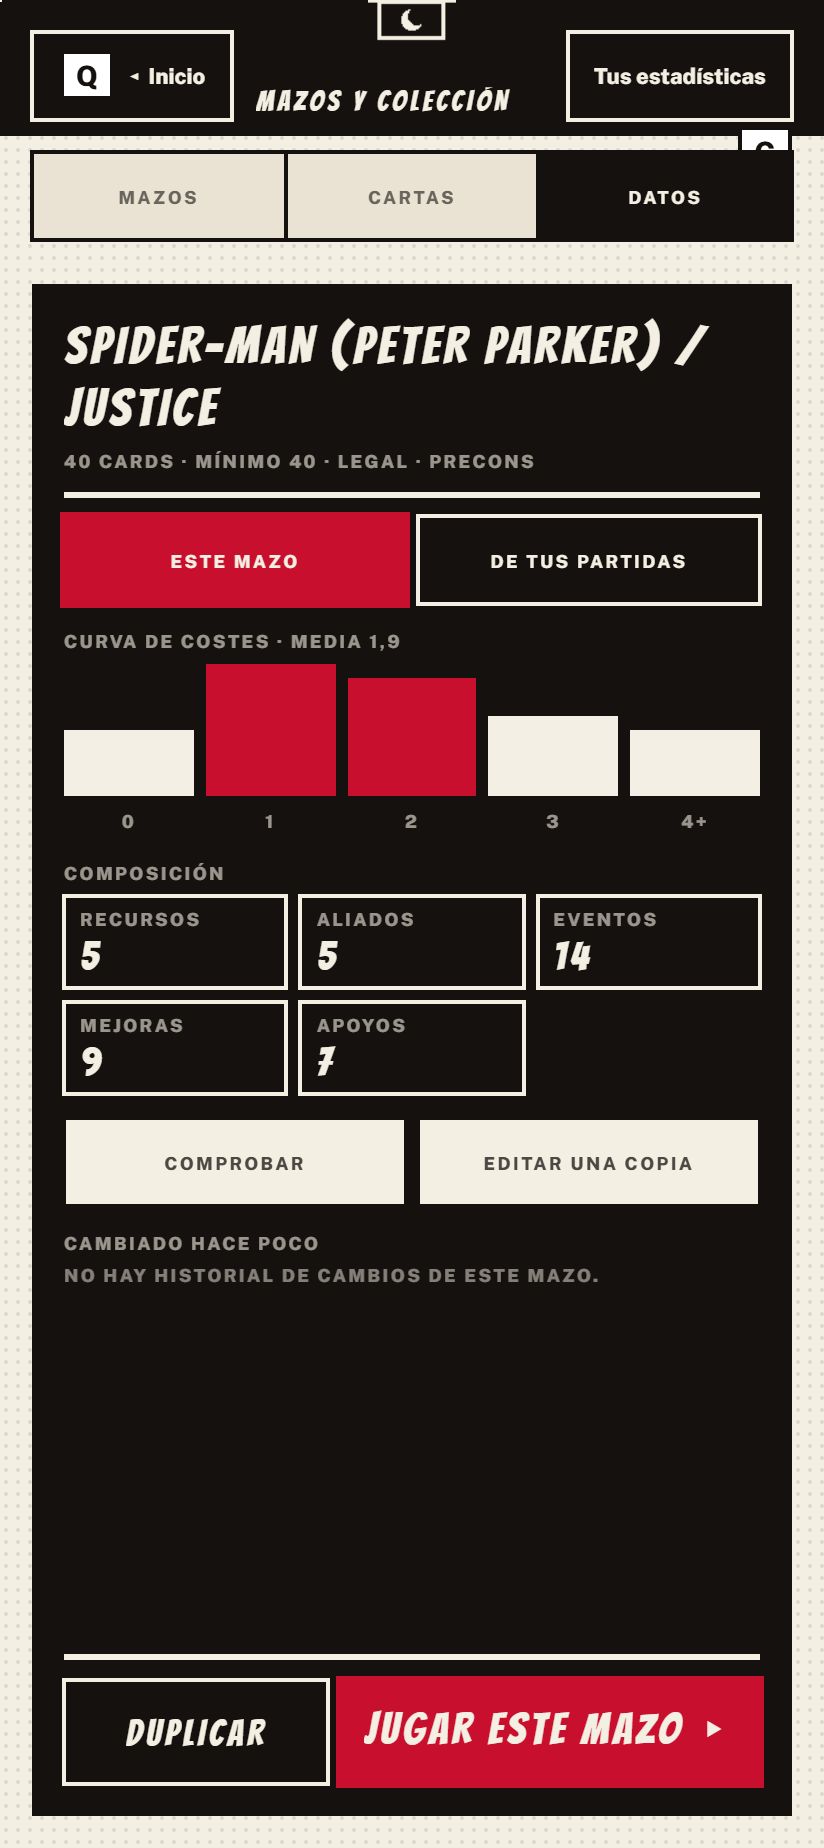 Q ◂ Inicio
MAZOS Y COLECCIÓN
Tus estadísticas
MAZOS
CARTAS
DATOS
SPIDER-MAN (PETER PARKER) /
JUSTICE
40 CARDS · MÍNIMO 40 · LEGAL · PRECONS
ESTE MAZO
DE TUS PARTIDAS
CURVA DE COSTES · MEDIA 1,9
0
1
2
3
4+
COMPOSICIÓN
RECURSOS
5
ALIADOS
5
EVENTOS
14
MEJORAS
9
APOYOS
7
COMPROBAR
EDITAR UNA COPIA
CAMBIADO HACE POCO
NO HAY HISTORIAL DE CAMBIOS DE ESTE MAZO.
DUPLICAR
JUGAR ESTE MAZO ▸